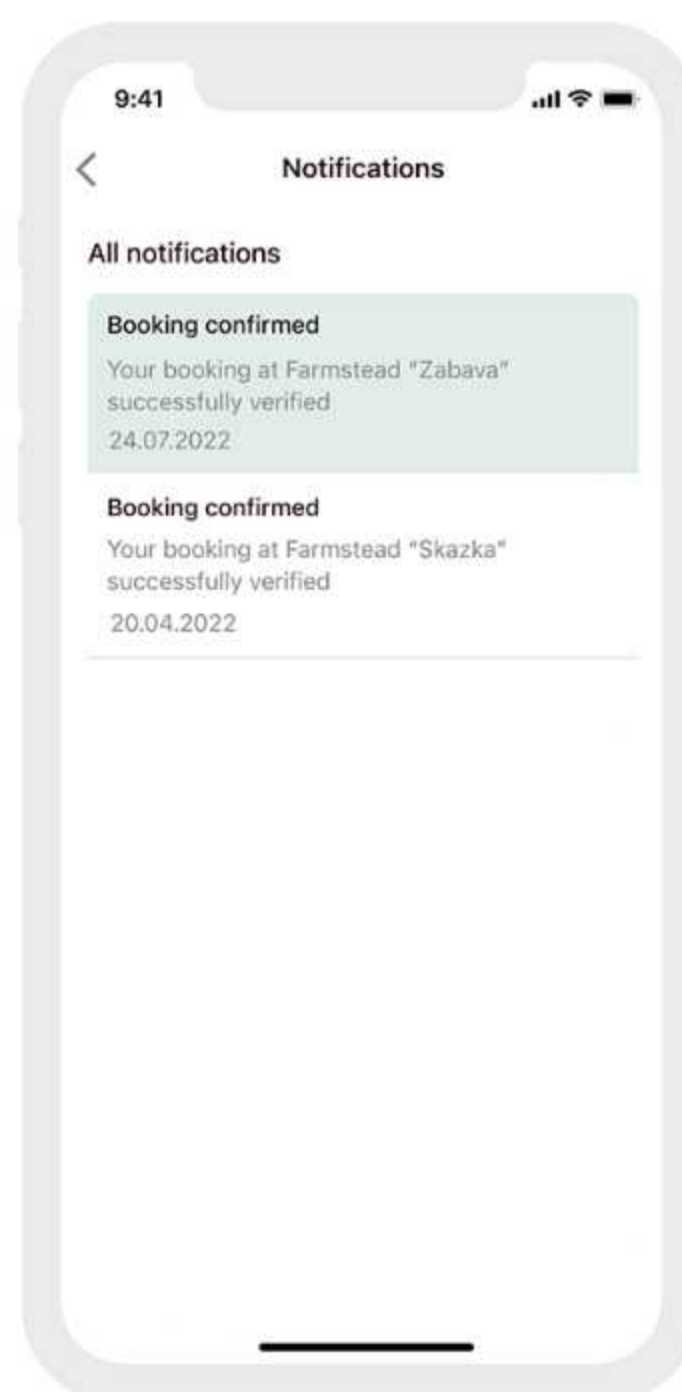 9:41
Notifications
All notifications
Booking confirmed
Your booking at Farmstead "Zabava"
successfully verified
24.07.2022
Booking confirmed
Your booking at Farmstead "Skazka"
successfully verified
20.04.2022